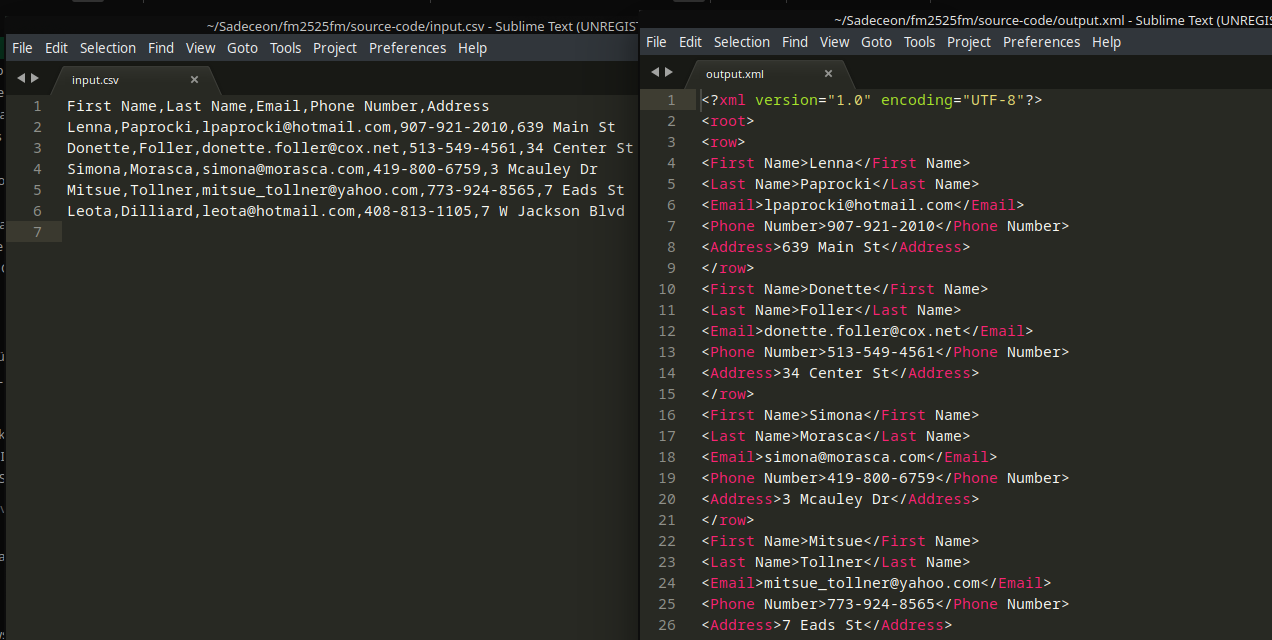 ~/Sadeceon/fm2525fm/source-code/input.csv - Sublime Text (UNREGIST
File Edit Selection Find View Goto Tools Project Preferences Help
input.csv ×
1 First Name,Last Name,Email,Phone Number,Address
2 Lenna,Paprocki,lpaprocki@hotmail.com,907-921-2010,639 Main St
3 Donette,Foller,donette.foller@cox.net,513-549-4561,34 Center St
4 Simona,Morasca,simona@morasca.com,419-800-6759,3 Mcauley Dr
5 Mitsue,Tollner,mitsue_tollner@yahoo.com,773-924-8565,7 Eads St
6 Leota,Dilliard,leota@hotmail.com,408-813-1105,7 W Jackson Blvd
7
~/Sadeceon/fm2525fm/source-code/output.xml - Sublime Text (UNREGIS
File Edit Selection Find View Goto Tools Project Preferences Help
output.xml ×
1 <?xml version="1.0" encoding="UTF-8"?>
2 <root>
3 <row>
4 <First Name>Lenna</First Name>
5 <Last Name>Paprocki</Last Name>
6 <Email>lpaprocki@hotmail.com</Email>
7 <Phone Number>907-921-2010</Phone Number>
8 <Address>639 Main St</Address>
9 </row>
10 <First Name>Donette</First Name>
11 <Last Name>Foller</Last Name>
12 <Email>donette.foller@cox.net</Email>
13 <Phone Number>513-549-4561</Phone Number>
14 <Address>34 Center St</Address>
15 </row>
16 <First Name>Simona</First Name>
17 <Last Name>Morasca</Last Name>
18 <Email>simona@morasca.com</Email>
19 <Phone Number>419-800-6759</Phone Number>
20 <Address>3 Mcauley Dr</Address>
21 </row>
22 <First Name>Mitsue</First Name>
23 <Last Name>Tollner</Last Name>
24 <Email>mitsue_tollner@yahoo.com</Email>
25 <Phone Number>773-924-8565</Phone Number>
26 <Address>7 Eads St</Address>